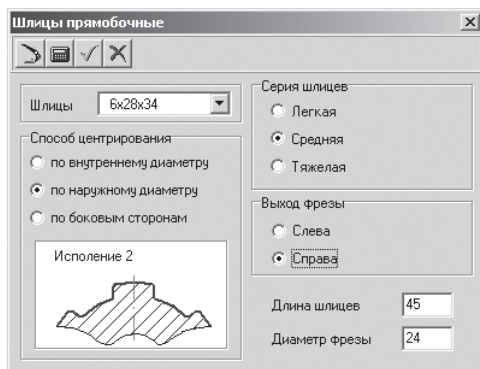 Шлицы прямобочные
Шлицы 6x28x34
Способ центрирования
по внутреннему диаметру
по наружному диаметру
по боковым сторонам
Исполение 2
Серия шлицев
Легкая
Средняя
Тяжелая
Выход фрезы
Слева
Справа
Длина шлицев 45
Диаметр фрезы 24